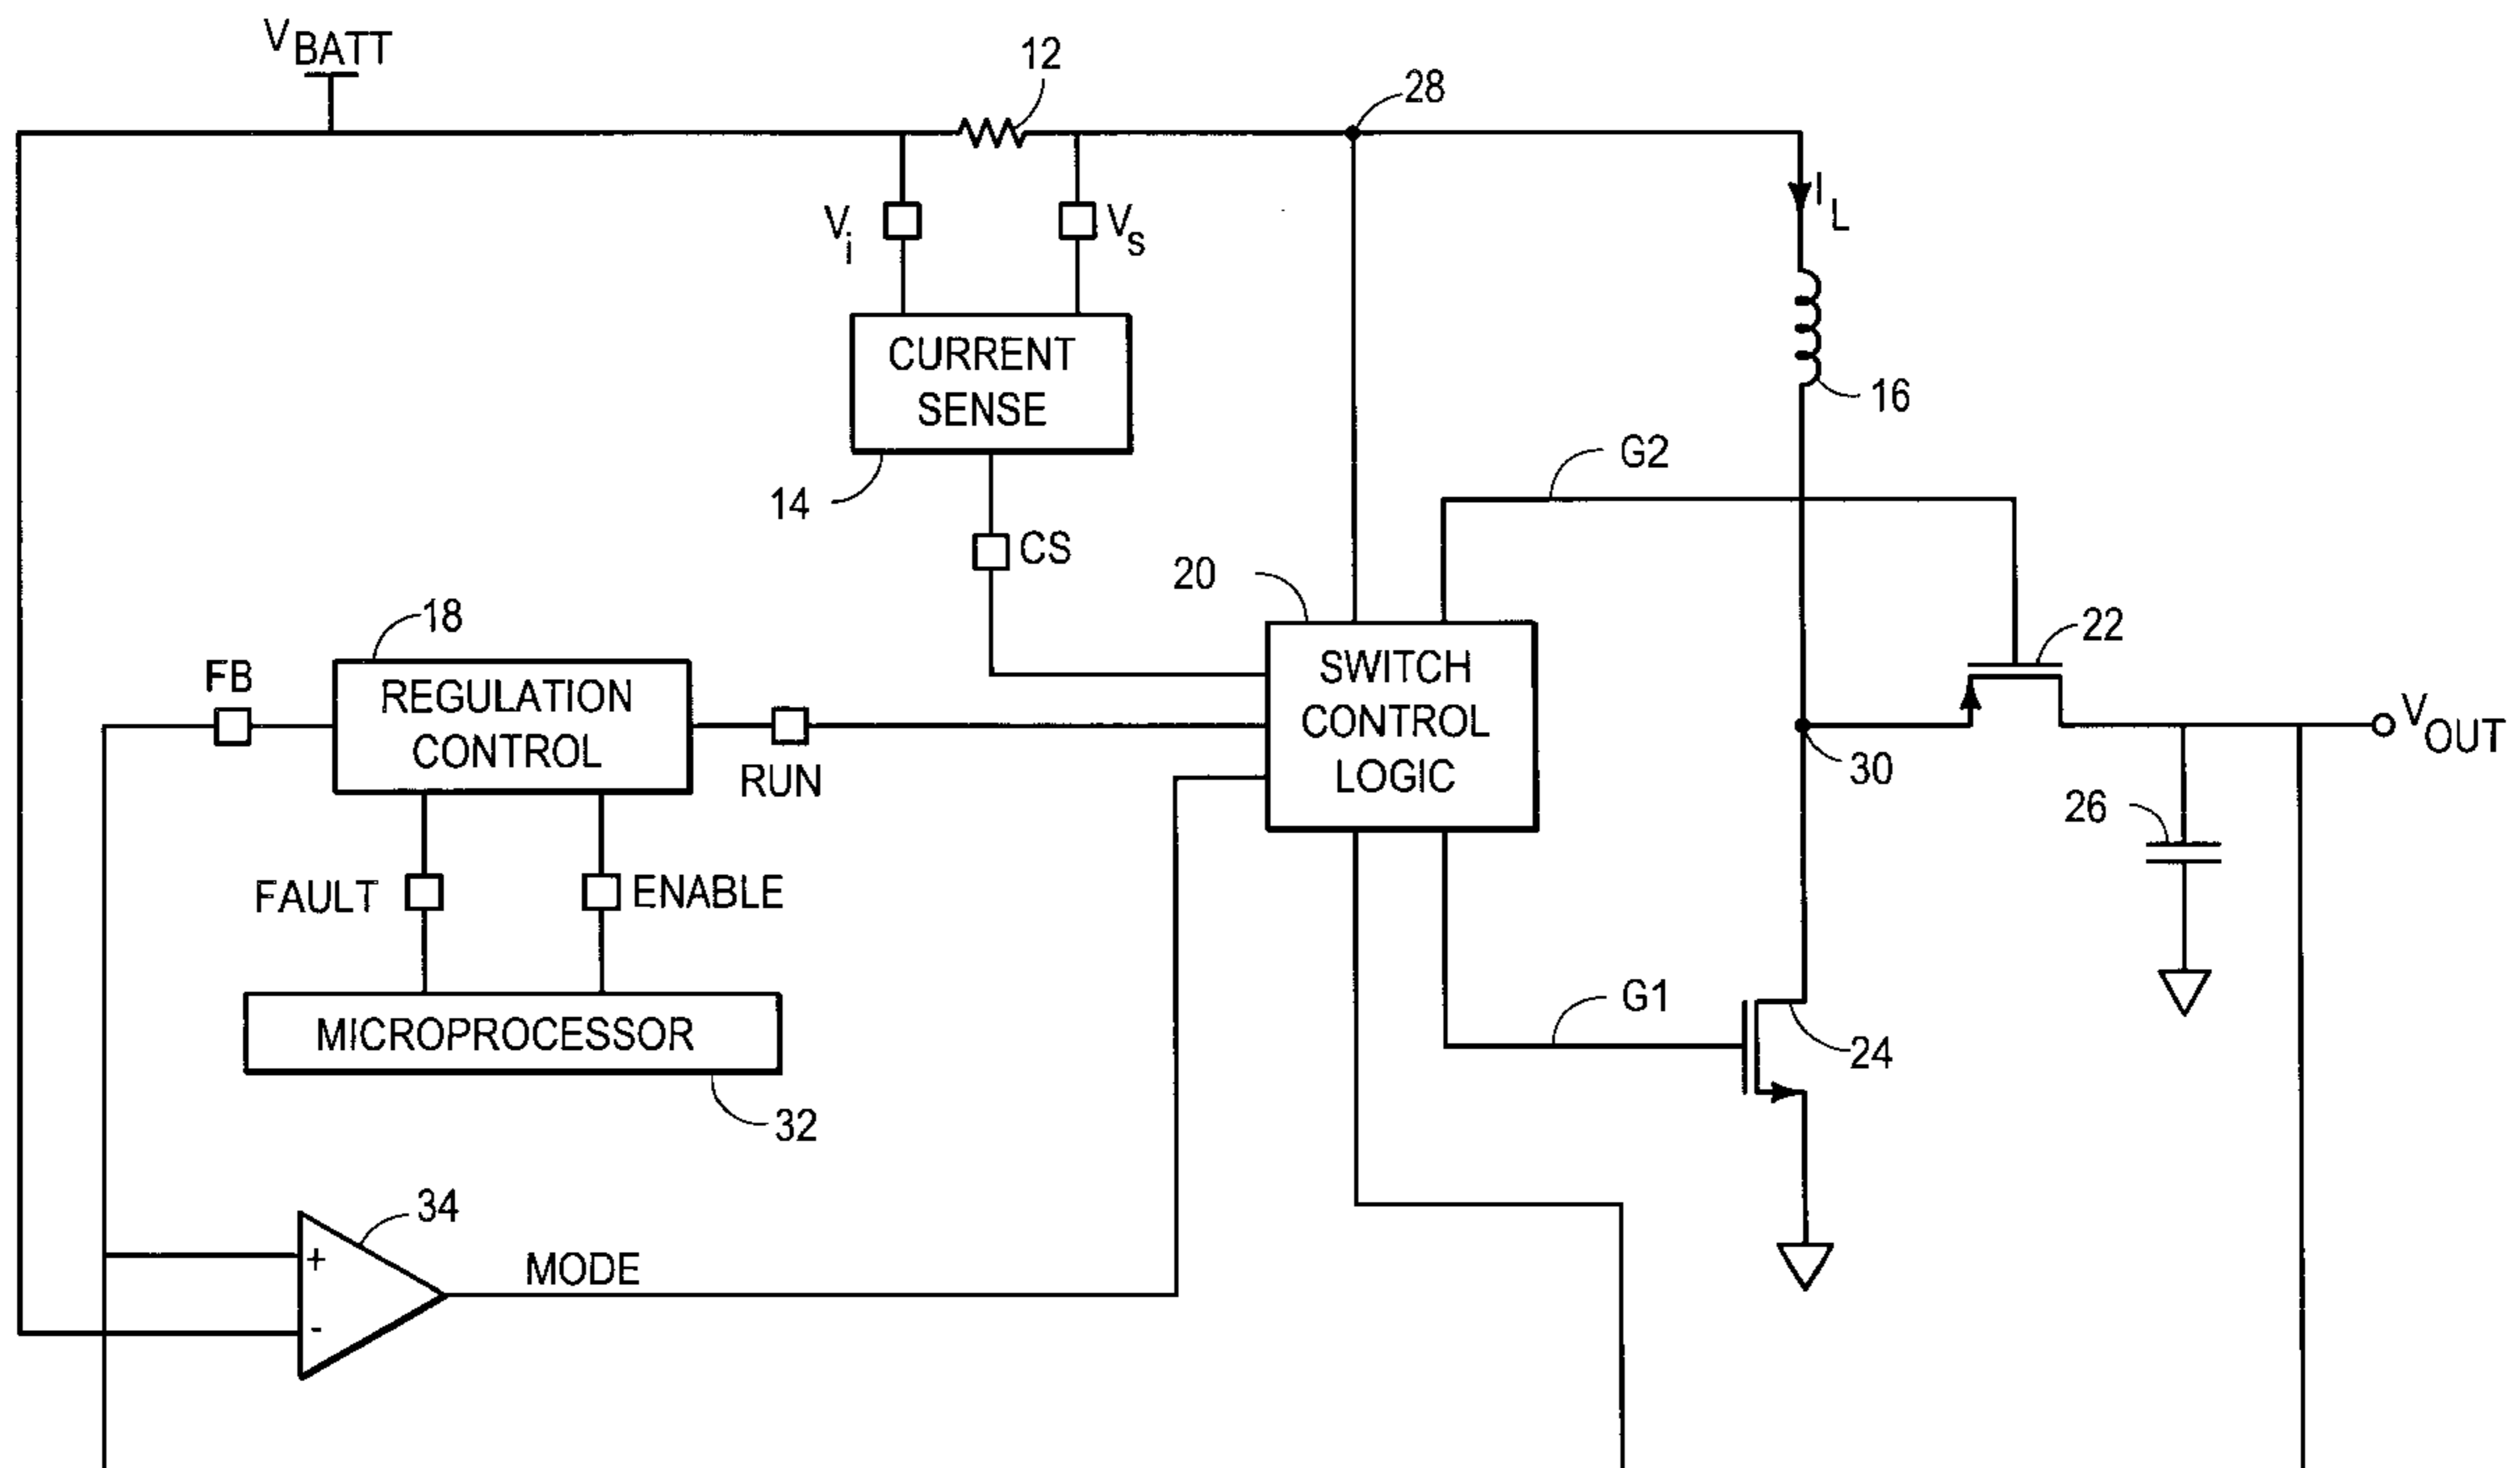 VBATT
12
28
Vi
Vs
IL
CURRENT
SENSE
16
14
G2
CS
20
18
22
FB
REGULATION
CONTROL
SWITCH
CONTROL
LOGIC
RUN
VOUT
30
26
FAULT
ENABLE
G1
MICROPROCESSOR
24
32
34
+
MODE
-